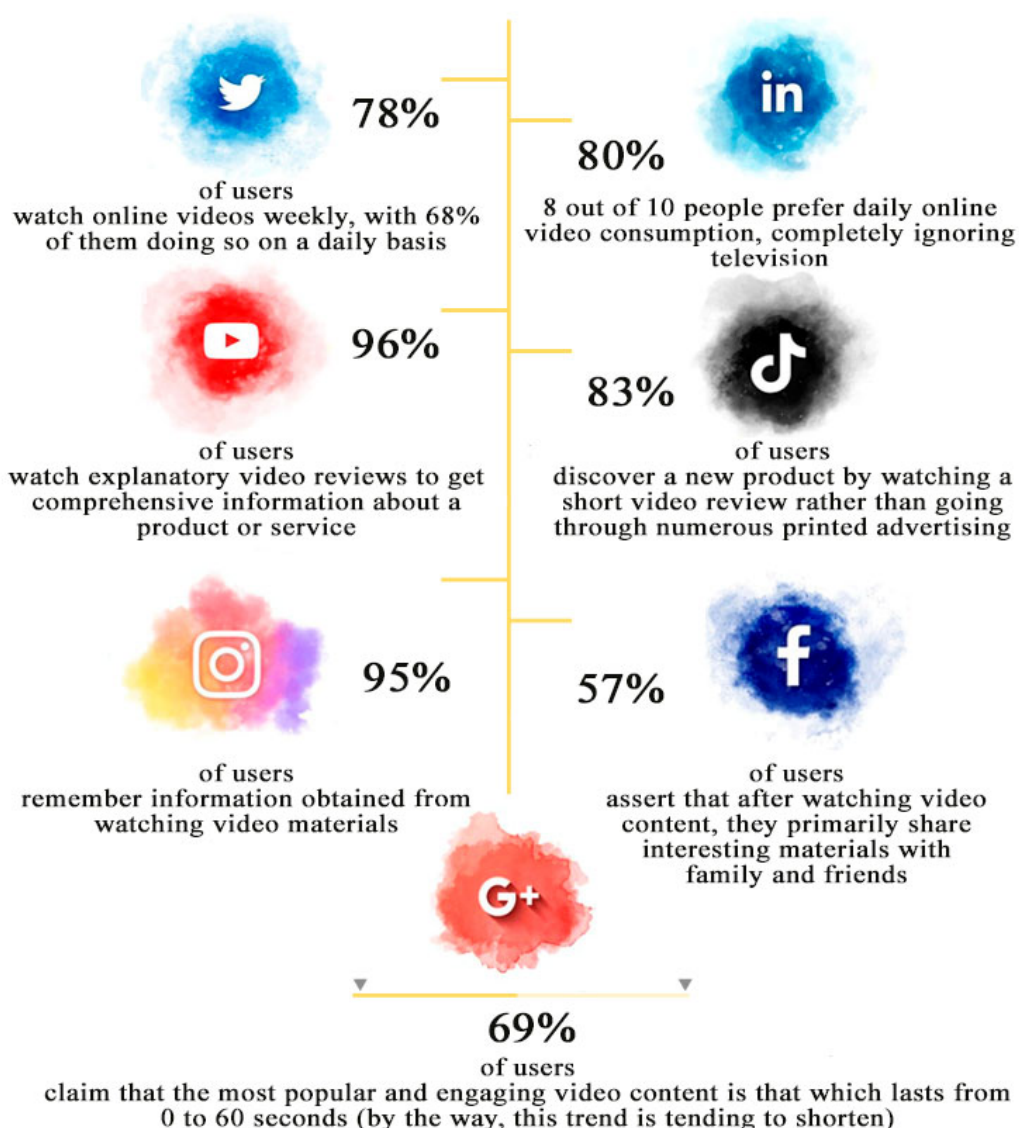 78%
of users
watch online videos weekly, with 68%
of them doing so on a daily basis
in
80%
8 out of 10 people prefer daily online
video consumption, completely ignoring
television
96%
of users
watch explanatory video reviews to get
comprehensive information about a
product or service
83%
of users
discover a new product by watching a
short video review rather than going
through numerous printed advertising
95%
of users
remember information obtained from
watching video materials
f
57%
of users
assert that after watching video
content, they primarily share
interesting materials with
family and friends
G+
69%
of users
claim that the most popular and engaging video content is that which lasts from
0 to 60 seconds (by the way, this trend is tending to shorten)